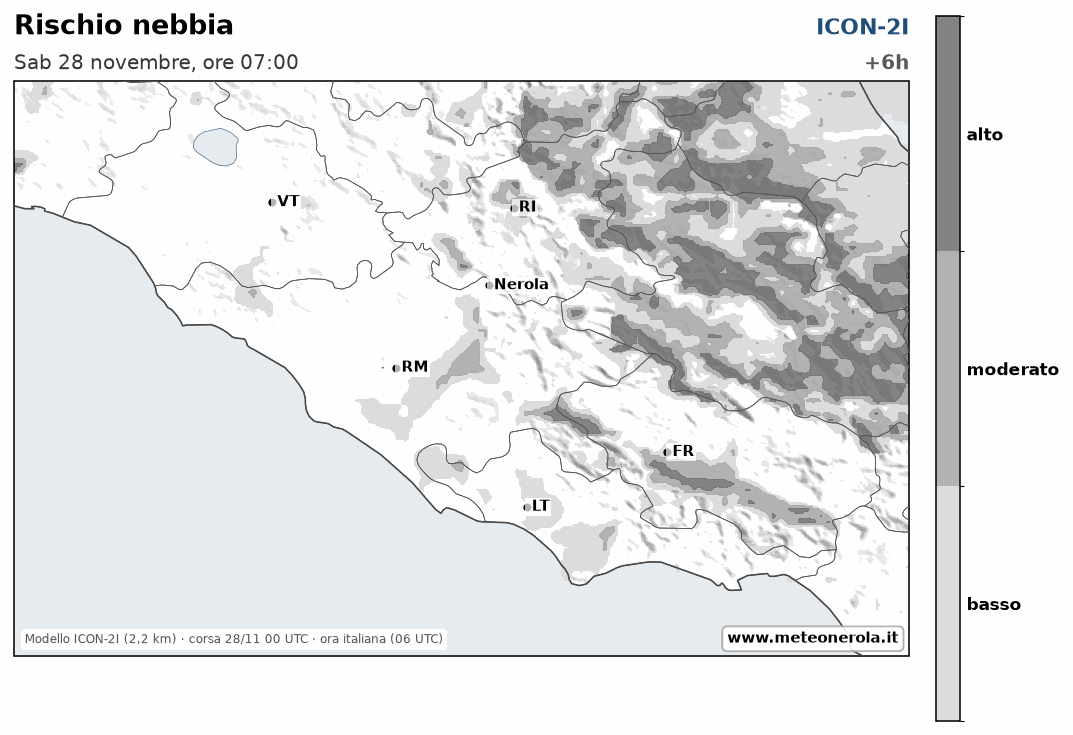 Rischio nebbia
ICON-2I
Sab 28 novembre, ore 07:00
+6h
alto
VT
RI
Nerola
RM
moderato
FR
LT
basso
Modello ICON-2I (2,2 km) · corsa 28/11 00 UTC · ora italiana (06 UTC)
www.meteonerola.it